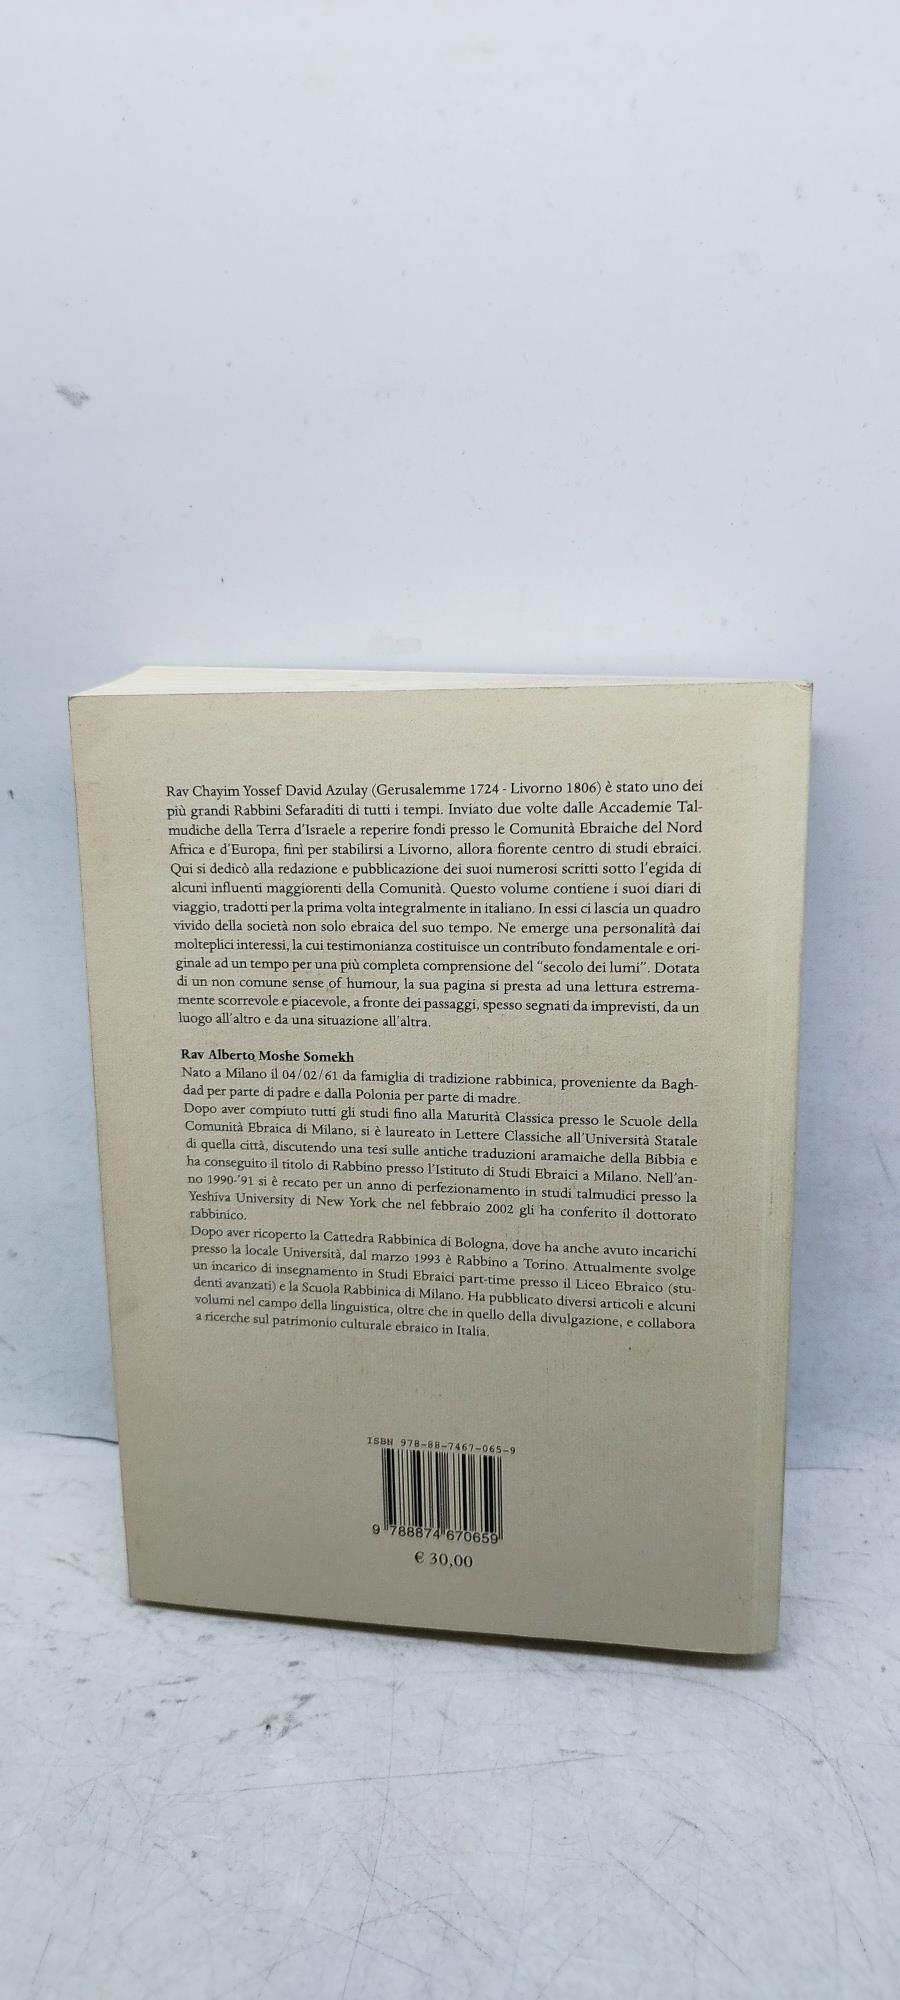 Rav Chayim Yossef David Azulay (Gerusalemme 1724 - Livorno 1806) è stato uno dei
più grandi Rabbini Sefaraditi di tutti i tempi. Inviato due volte dalle Accademie Tal-
mudiche della Terra d'Israele a reperire fondi presso le Comunità Ebraiche del Nord
Africa e d'Europa, finì per stabilirsi a Livorno, allora fiorente centro di studi ebraici.
Qui si dedicò alla redazione e pubblicazione dei suoi numerosi scritti sotto l'egida di
alcuni influenti maggiorenti della Comunità. Questo volume contiene i suoi diari di
viaggio, tradotti per la prima volta integralmente in italiano. In essi ci lascia un quadro
vivido della società non solo ebraica del suo tempo. Ne emerge una personalità dai
molteplici interessi, la cui testimonianza costituisce un contributo fondamentale e ori-
ginale ad un tempo per una più completa comprensione del “secolo dei lumi”. Dotata
di un non comune sense of humour, la sua pagina si presta ad una lettura estrema-
mente scorrevole e piacevole, a fronte dei passaggi, spesso segnati da imprevisti, da un
luogo all'altro e da una situazione all'altra.
Rav Alberto Moshe Somekh
Nato a Milano il 04/02/61 da famiglia di tradizione rabbinica, proveniente da Bagh-
dad per parte di padre e dalla Polonia per parte di madre.
Dopo aver compiuto tutti gli studi fino alla Maturità Classica presso le Scuole della
Comunità Ebraica di Milano, si è laureato in Lettere Classiche all'Università Statale
di quella città, discutendo una tesi sulle antiche traduzioni aramaiche della Bibbia e
ha conseguito il titolo di Rabbino presso l'Istituto di Studi Ebraici a Milano. Nell'an-
no 1990-'91 si è recato per un anno di perfezionamento in studi talmudici presso la
Yeshiva University di New York che nel febbraio 2002 gli ha conferito il dottorato
rabbinico.
Dopo aver ricoperto la Cattedra Rabbinica di Bologna, dove ha anche avuto incarichi
presso la locale Università, dal marzo 1993 è Rabbino a Torino. Attualmente svolge
un incarico di insegnamento in Studi Ebraici part-time presso il Liceo Ebraico (stu-
denti avanzati) e la Scuola Rabbinica di Milano. Ha pubblicato diversi articoli e alcuni
volumi nel campo della linguistica, oltre che in quello della divulgazione, e collabora
a ricerche sul patrimonio culturale ebraico in Italia.
ISBN 978-88-7467-065-9
9 788874 670659
€ 30,00